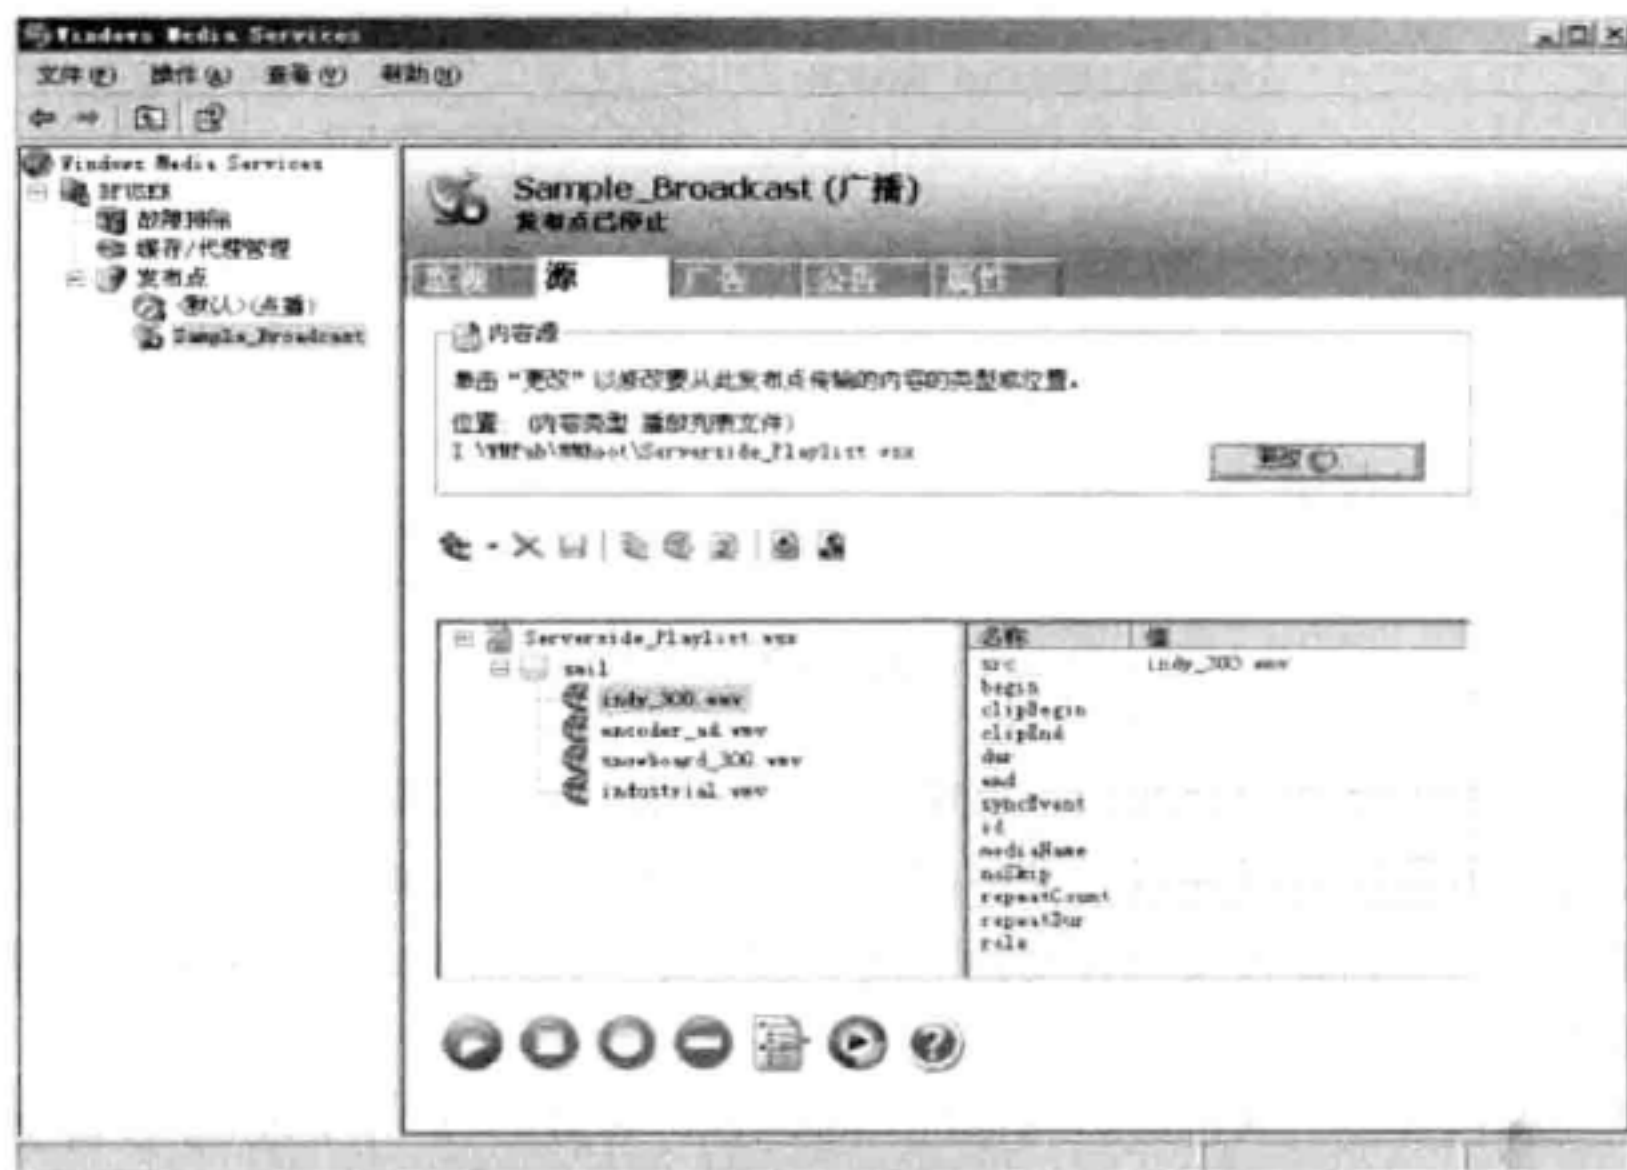 Windows Media Services
文件(F) 操作(A) 查看(V) 帮助(H)
Windows Media Services
故障排除
缓存/代理管理
发布点
<默认>(点播)
Sample_Broadcast
Sample_Broadcast (广播)
发布点已停止
监视 源 广告 公告 属性
内容源
单击“更改”以修改要从此发布点传输的内容的类型或位置。
位置: (内容类型 播放列表文件)
\WMPub\WMRoot\Serverside_Playlist.wsx
更改
Serverside_Playlist.wsx
smil
indy_300.wmv
encoder_ad.wmv
snowboard_300.wmv
industrial.wmv
名称 值
src indy_300.wmv
begin
clipBegin
clipEnd
dur
end
syncEvent
id
mediaName
noSkip
repeatCount
repeatDur
role